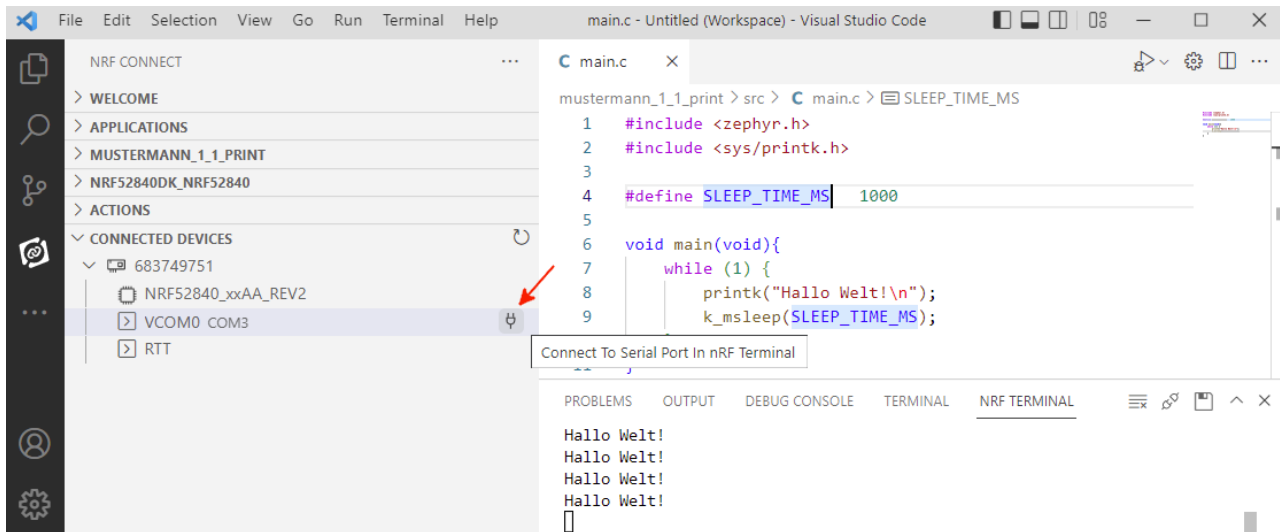 File Edit Selection View Go Run Terminal Help
main.c - Untitled (Workspace) - Visual Studio Code
NRF CONNECT
WELCOME
APPLICATIONS
MUSTERMANN_1_1_PRINT
NRF52840DK_NRF52840
ACTIONS
CONNECTED DEVICES
683749751
NRF52840_xxAA_REV2
VCOM0 COM3
RTT
Connect To Serial Port In nRF Terminal
C main.c
mustermann_1_1_print > src > C main.c > SLEEP_TIME_MS
1 #include <zephyr.h>
2 #include <sys/printk.h>
3
4 #define SLEEP_TIME_MS 1000
5
6 void main(void){
7 while (1) {
8 printk("Hallo Welt!\n");
9 k_msleep(SLEEP_TIME_MS);
PROBLEMS OUTPUT DEBUG CONSOLE TERMINAL NRF TERMINAL
Hallo Welt!
Hallo Welt!
Hallo Welt!
Hallo Welt!